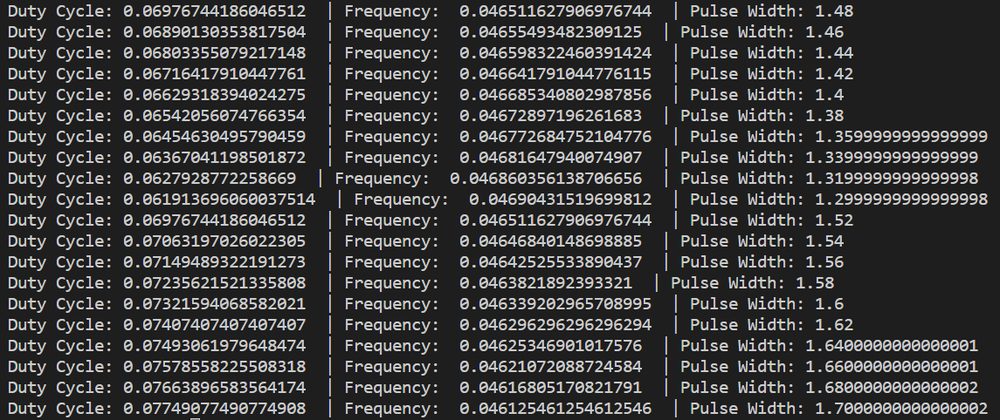 Duty Cycle: 0.06976744186046512  | Frequency:  0.046511627906976744  | Pulse Width: 1.48
Duty Cycle: 0.06890130353817504  | Frequency:  0.04655493482309125  | Pulse Width: 1.46
Duty Cycle: 0.06803355079217148  | Frequency:  0.046598322460391424  | Pulse Width: 1.44
Duty Cycle: 0.06716417910447761  | Frequency:  0.046641791044776115  | Pulse Width: 1.42
Duty Cycle: 0.06629318394024275  | Frequency:  0.046685340802987856  | Pulse Width: 1.4
Duty Cycle: 0.06542056074766354  | Frequency:  0.04672897196261683  | Pulse Width: 1.38
Duty Cycle: 0.06454630495790459  | Frequency:  0.046772684752104776  | Pulse Width: 1.3599999999999999
Duty Cycle: 0.06367041198501872  | Frequency:  0.04681647940074907  | Pulse Width: 1.3399999999999999
Duty Cycle: 0.0627928772258669  | Frequency:  0.046860356138706656  | Pulse Width: 1.3199999999999998
Duty Cycle: 0.061913696060037514  | Frequency:  0.04690431519699812  | Pulse Width: 1.2999999999999998
Duty Cycle: 0.06976744186046512  | Frequency:  0.046511627906976744  | Pulse Width: 1.52
Duty Cycle: 0.07063197026022305  | Frequency:  0.04646840148698885  | Pulse Width: 1.54
Duty Cycle: 0.07149489322191273  | Frequency:  0.04642525533890437  | Pulse Width: 1.56
Duty Cycle: 0.07235621521335808  | Frequency:  0.0463821892393321  | Pulse Width: 1.58
Duty Cycle: 0.07321594068582021  | Frequency:  0.046339202965708995  | Pulse Width: 1.6
Duty Cycle: 0.07407407407407407  | Frequency:  0.046296296296296294  | Pulse Width: 1.62
Duty Cycle: 0.07493061979648474  | Frequency:  0.04625346901017576  | Pulse Width: 1.6400000000000001
Duty Cycle: 0.07578558225508318  | Frequency:  0.04621072088724584  | Pulse Width: 1.6600000000000001
Duty Cycle: 0.07663896583564174  | Frequency:  0.04616805170821791  | Pulse Width: 1.6800000000000002
Duty Cycle: 0.07749077490774908  | Frequency:  0.046125461254612546  | Pulse Width: 1.7000000000000002